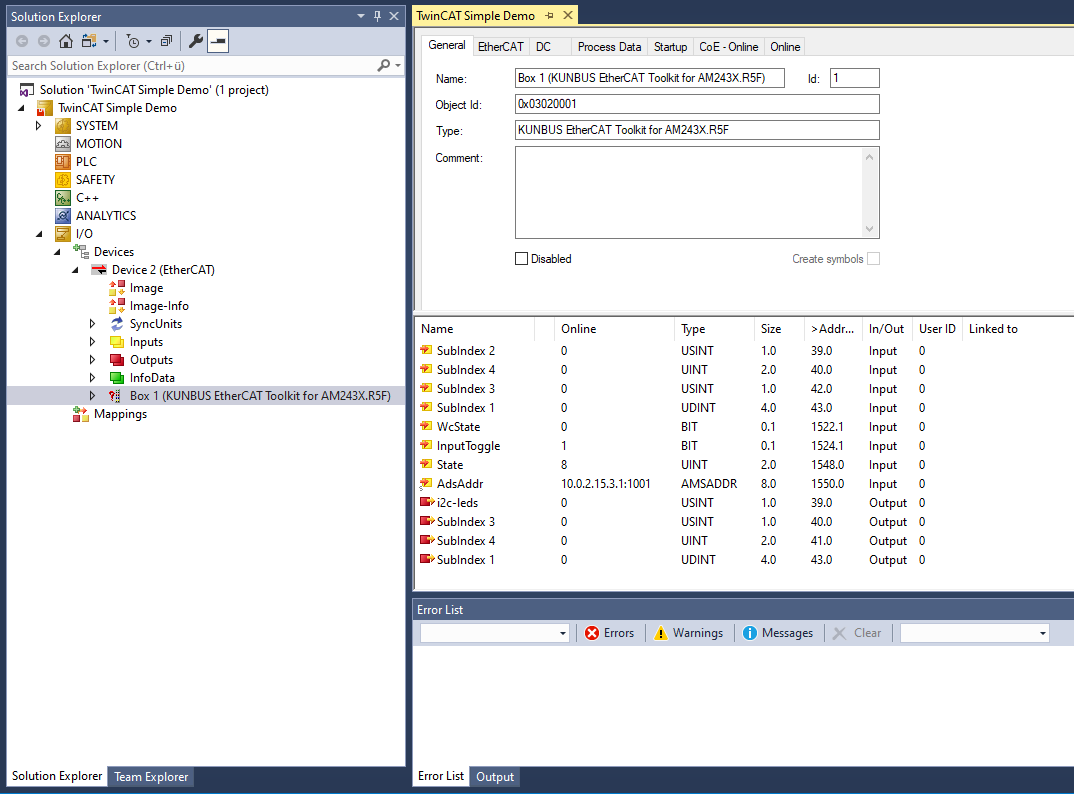 Solution Explorer
Search Solution Explorer (Ctrl+ü)
Solution 'TwinCAT Simple Demo' (1 project)
TwinCAT Simple Demo
SYSTEM
MOTION
PLC
SAFETY
C++
ANALYTICS
I/O
Devices
Device 2 (EtherCAT)
Image
Image-Info
SyncUnits
Inputs
Outputs
InfoData
Box 1 (KUNBUS EtherCAT Toolkit for AM243X.R5F)
Mappings
Solution Explorer Team Explorer
TwinCAT Simple Demo
General EtherCAT DC Process Data Startup CoE - Online Online
Name: Box 1 (KUNBUS EtherCAT Toolkit for AM243X.R5F) Id: 1
Object Id: 0x03020001
Type: KUNBUS EtherCAT Toolkit for AM243X.R5F
Comment:
Disabled Create symbols
Name Online Type Size >Addr... In/Out User ID Linked to
SubIndex 2 0 USINT 1.0 39.0 Input 0
SubIndex 4 0 UINT 2.0 40.0 Input 0
SubIndex 3 0 USINT 1.0 42.0 Input 0
SubIndex 1 0 UDINT 4.0 43.0 Input 0
WcState 0 BIT 0.1 1522.1 Input 0
InputToggle 1 BIT 0.1 1524.1 Input 0
State 8 UINT 2.0 1548.0 Input 0
AdsAddr 10.0.2.15.3.1:1001 AMSADDR 8.0 1550.0 Input 0
i2c-leds 0 USINT 1.0 39.0 Output 0
SubIndex 3 0 USINT 1.0 40.0 Output 0
SubIndex 4 0 UINT 2.0 41.0 Output 0
SubIndex 1 0 UDINT 4.0 43.0 Output 0
Error List
Errors Warnings Messages Clear
Error List Output